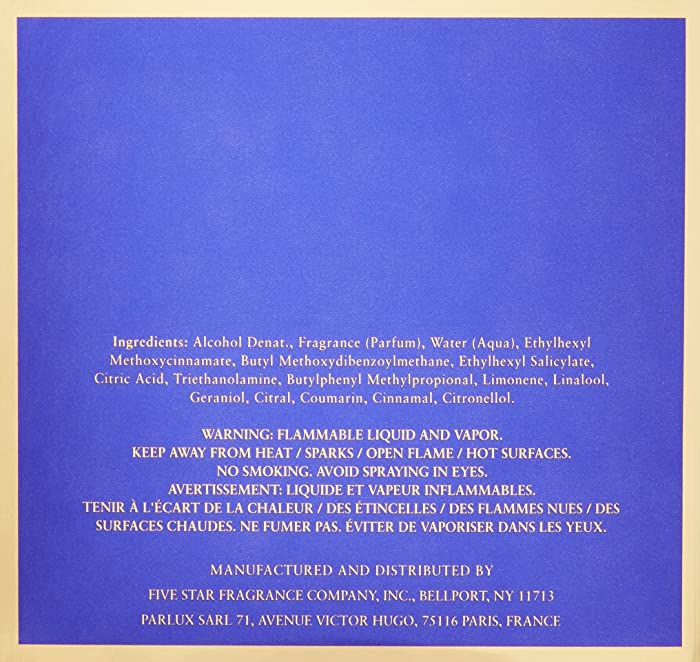 Ingredients: Alcohol Denat., Fragrance (Parfum), Water (Aqua), Ethylhexyl
Methoxycinnamate, Butyl Methoxydibenzoylmethane, Ethylhexyl Salicylate,
Citric Acid, Triethanolamine, Butylphenyl Methylpropional, Limonene, Linalool,
Geraniol, Citral, Coumarin, Cinnamal, Citronellol.
WARNING: FLAMMABLE LIQUID AND VAPOR.
KEEP AWAY FROM HEAT / SPARKS / OPEN FLAME / HOT SURFACES.
NO SMOKING. AVOID SPRAYING IN EYES.
AVERTISSEMENT: LIQUIDE ET VAPEUR INFLAMMABLES.
TENIR À L'ÉCART DE LA CHALEUR / DES ÉTINCELLES / DES FLAMMES NUES / DES
SURFACES CHAUDES. NE FUMER PAS. ÉVITER DE VAPORISER DANS LES YEUX.
MANUFACTURED AND DISTRIBUTED BY
FIVE STAR FRAGRANCE COMPANY, INC., BELLPORT, NY 11713
PARLUX SARL 71, AVENUE VICTOR HUGO, 75116 PARIS, FRANCE